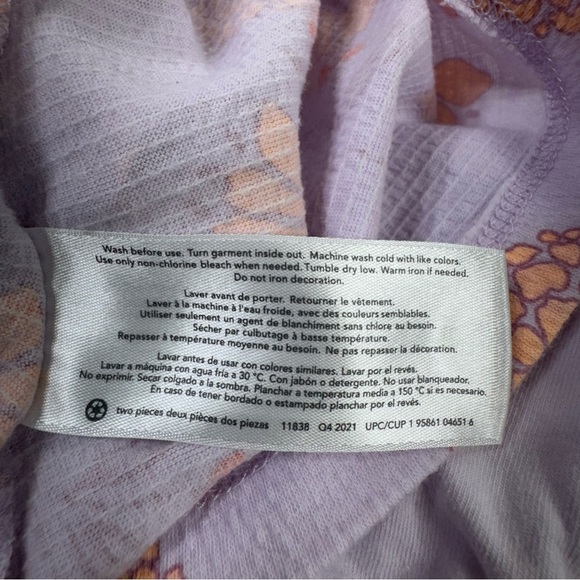 Wash before use. Turn garment inside out. Machine wash cold with like colors.
Use only non-chlorine bleach when needed. Tumble dry low. Warm iron if needed.
Do not iron decoration.
Laver avant de porter. Retourner le vêtement.
Laver à la machine à l'eau froide, avec des couleurs semblables.
Utiliser seulement un agent de blanchiment sans chlore au besoin.
Sécher par culbutage à basse température.
Repasser à température moyenne au besoin. Ne pas repasser la décoration.
Lavar antes de usar con colores similares. Lavar por el revés.
Lavar a máquina con agua fría a 30 °C. Con jabón o detergente. No usar blanqueador.
No exprimir. Secar colgado a la sombra. Planchar a temperatura media a 150 °C si es necesario.
En caso de tener bordado o estampado planchar por el revés.
two pieces deux pièces dos piezas 11838 Q4 2021 UPC/CUP 1 95861 04651 6